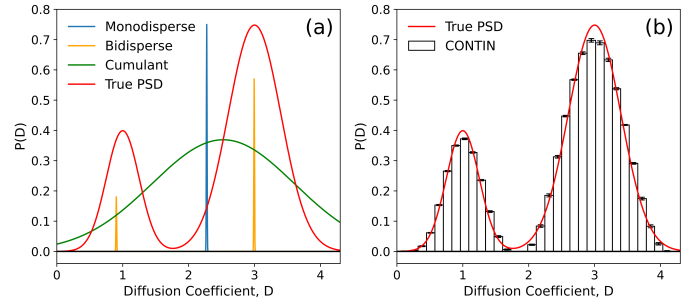 0.8
0.7
0.6
0.5
0.4
0.3
0.2
0.1
0.0
P(D)
(a)
Monodisperse
Bidisperse
Cumulant
True PSD
0 1 2 3 4
Diffusion Coefficient, D
0.8
0.7
0.6
0.5
0.4
0.3
0.2
0.1
0.0
P(D)
(b)
True PSD
CONTIN
0 1 2 3 4
Diffusion Coefficient, D